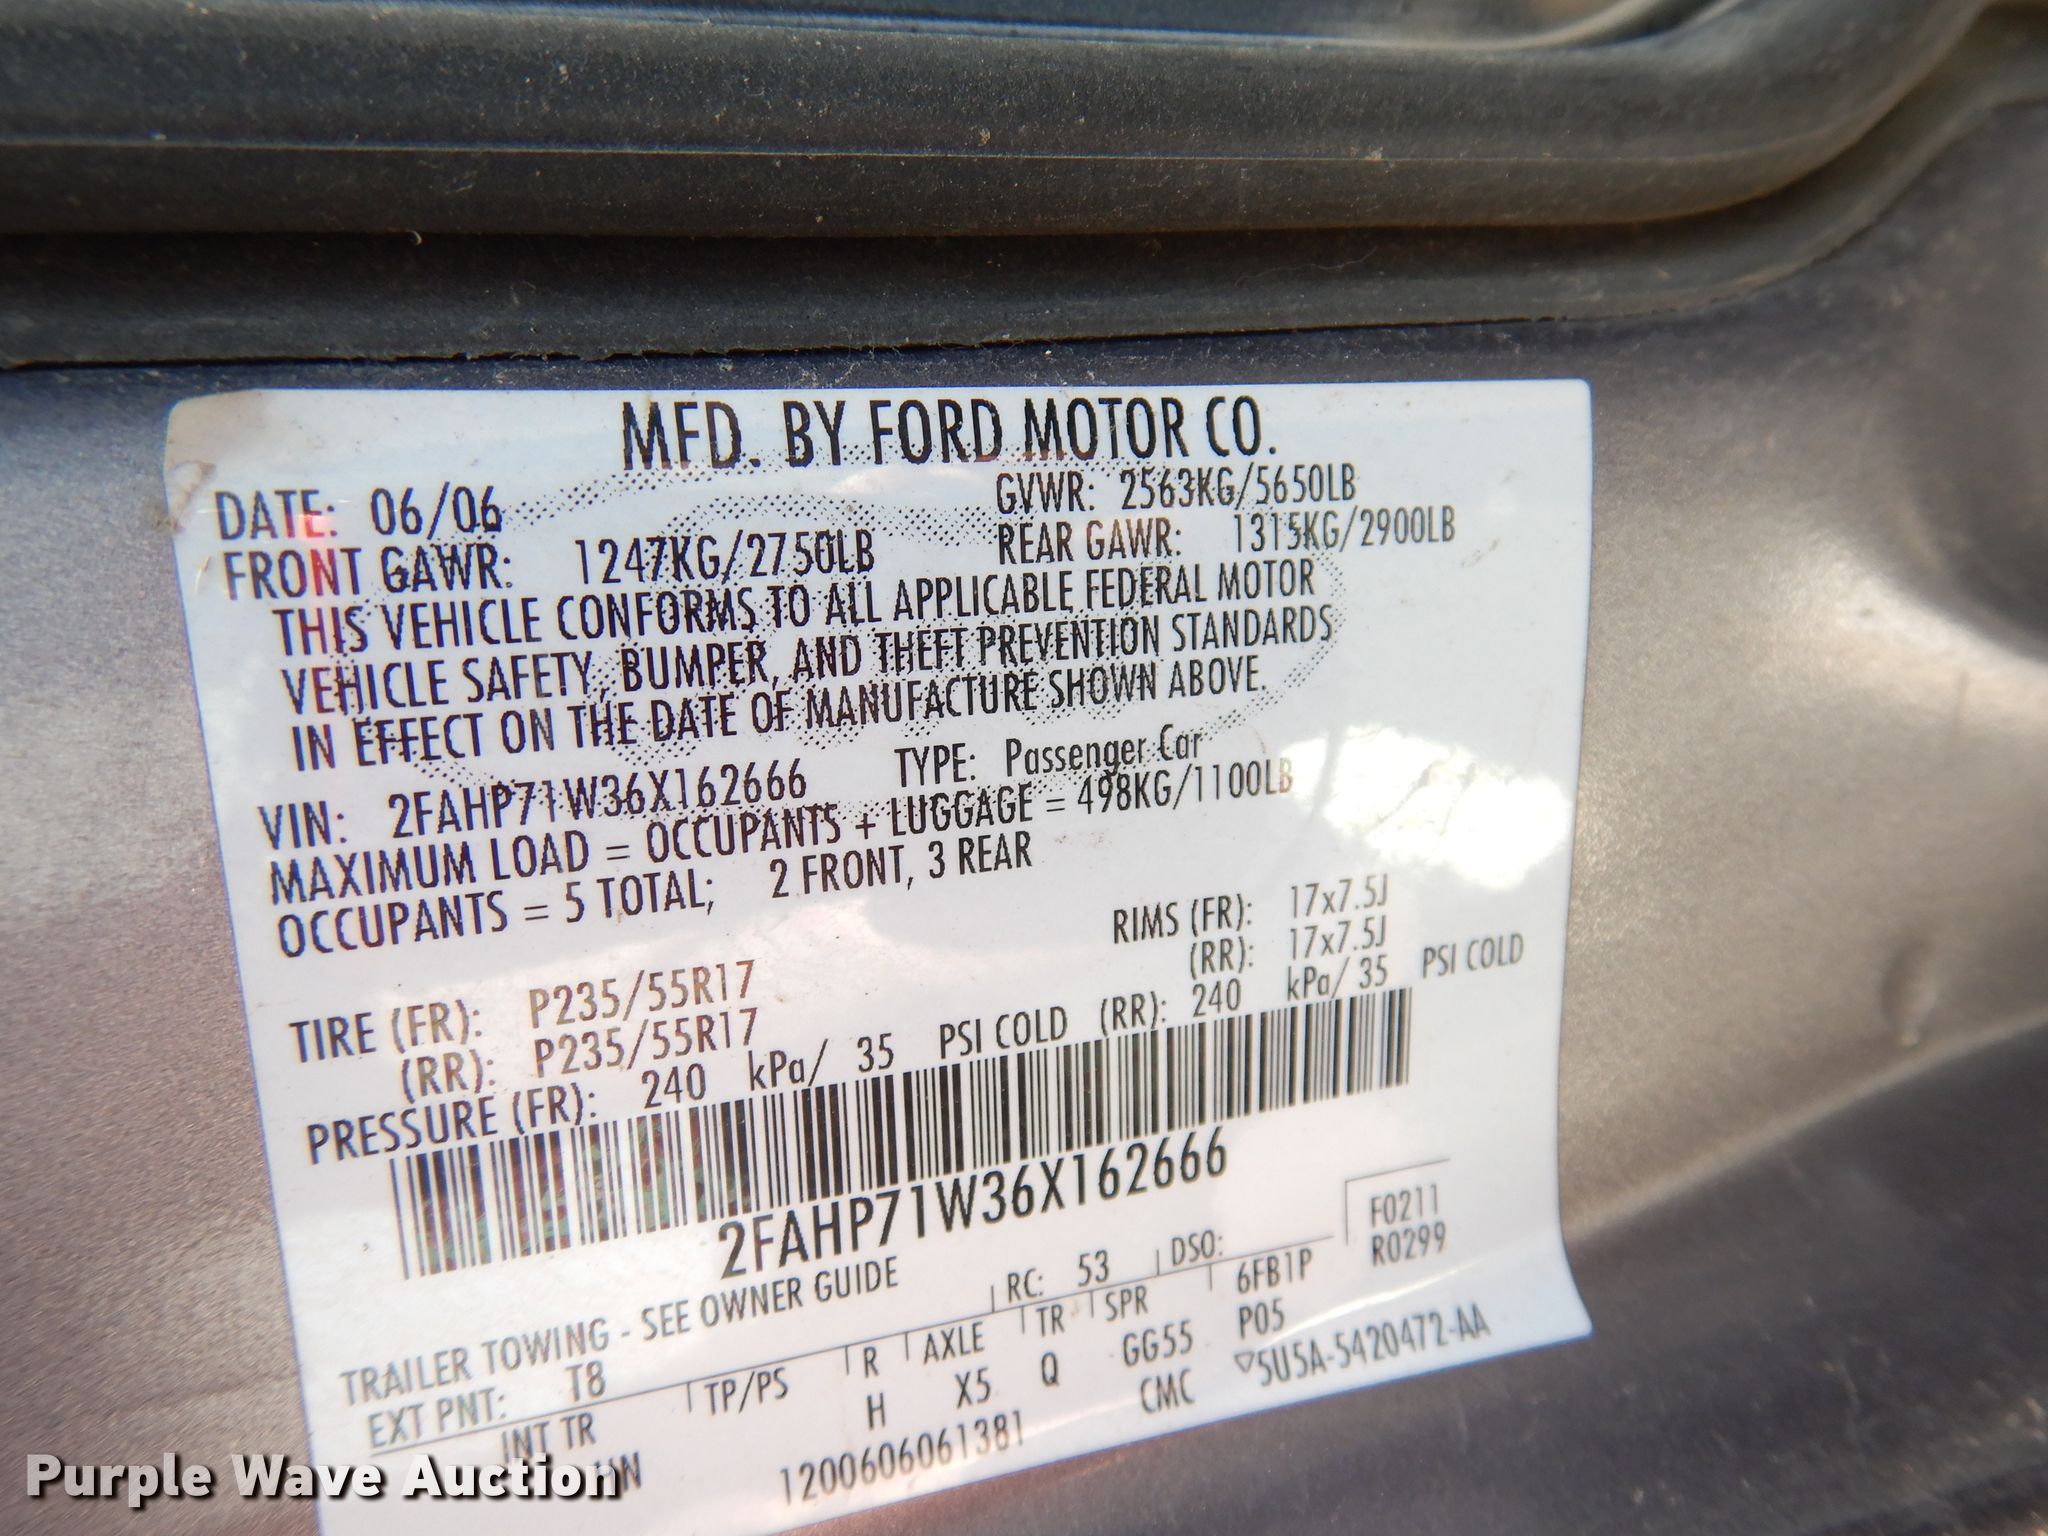 MFD. BY FORD MOTOR CO.
DATE: 06/06 GVWR: 2563KG/5650LB
FRONT GAWR: 1247KG/2750LB REAR GAWR: 1315KG/2900LB
THIS VEHICLE CONFORMS TO ALL APPLICABLE FEDERAL MOTOR
VEHICLE SAFETY, BUMPER, AND THEFT PREVENTION STANDARDS
IN EFFECT ON THE DATE OF MANUFACTURE SHOWN ABOVE.
VIN: 2FAHP71W36X162666 TYPE: Passenger Car
MAXIMUM LOAD = OCCUPANTS + LUGGAGE = 498KG/1100LB
OCCUPANTS = 5 TOTAL; 2 FRONT, 3 REAR
TIRE (FR): P235/55R17 RIMS (FR): 17x7.5J
(RR): P235/55R17 (RR): 17x7.5J
PRESSURE (FR): 240 kPa/ 35 PSI COLD (RR): 240 kPa/ 35 PSI COLD
2FAHP71W36X162666
TRAILER TOWING - SEE OWNER GUIDE
F0211
R0299
EXT PNT: T8 RC: 53 DSO: 6FB1P
INT TR TP/PS R AXLE TR SPR P05
H X5 Q GG55
1200606061381 CMC ▽5U5A-5420472-AA
Purple Wave Auction